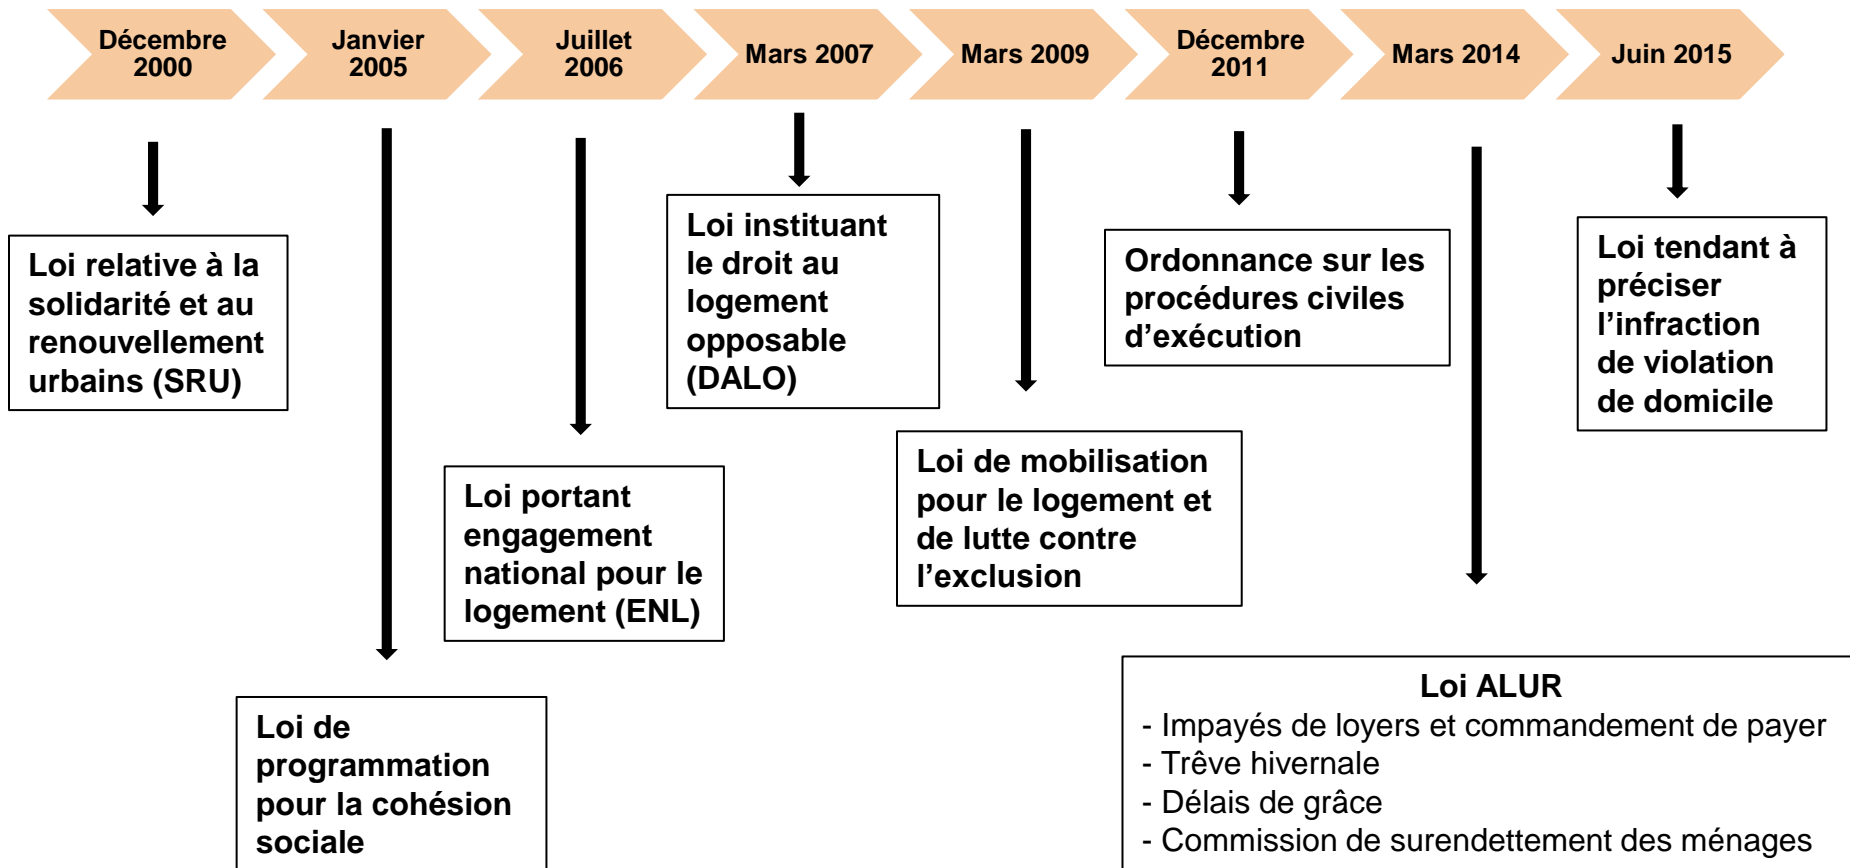 Décembre
2000
Janvier
2005
Juillet
2006
Mars 2007
Mars 2009
Décembre
2011
Mars 2014
Juin 2015
Loi relative à la
solidarité et au
renouvellement
urbains (SRU)
Loi de
programmation
pour la cohésion
sociale
Loi portant
engagement
national pour le
logement (ENL)
Loi instituant
le droit au
logement
opposable
(DALO)
Loi de mobilisation
pour le logement et
de lutte contre
l’exclusion
Ordonnance sur les
procédures civiles
d’exécution
Loi ALUR
- Impayés de loyers et commandement de payer
- Trêve hivernale
- Délais de grâce
- Commission de surendettement des ménages
Loi tendant à
préciser
l’infraction
de violation
de domicile